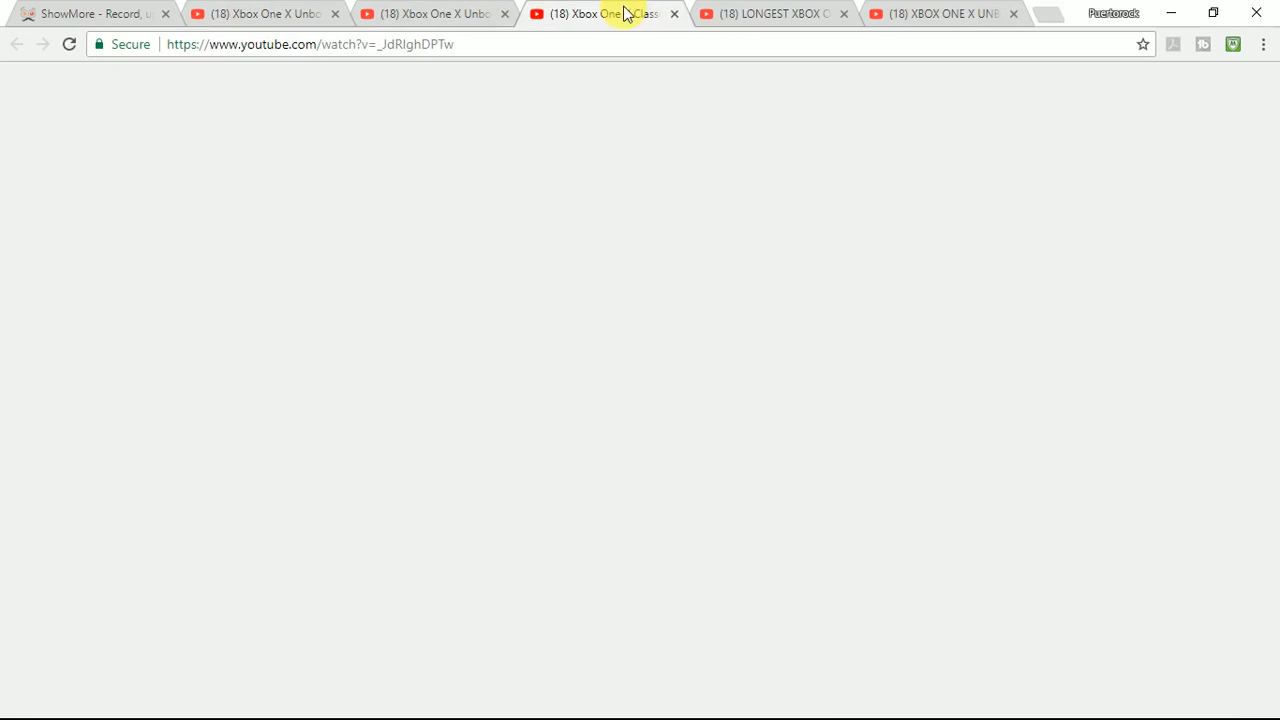 ShowMore - Record, u
(18) Xbox One X Unbo
(18) Xbox One X Unbo
(18) Xbox One Class
(18) LONGEST XBOX O
(18) XBOX ONE X UNB
Puertorock
Secure
https://www.youtube.com/watch?v=_JdRIghDPTw